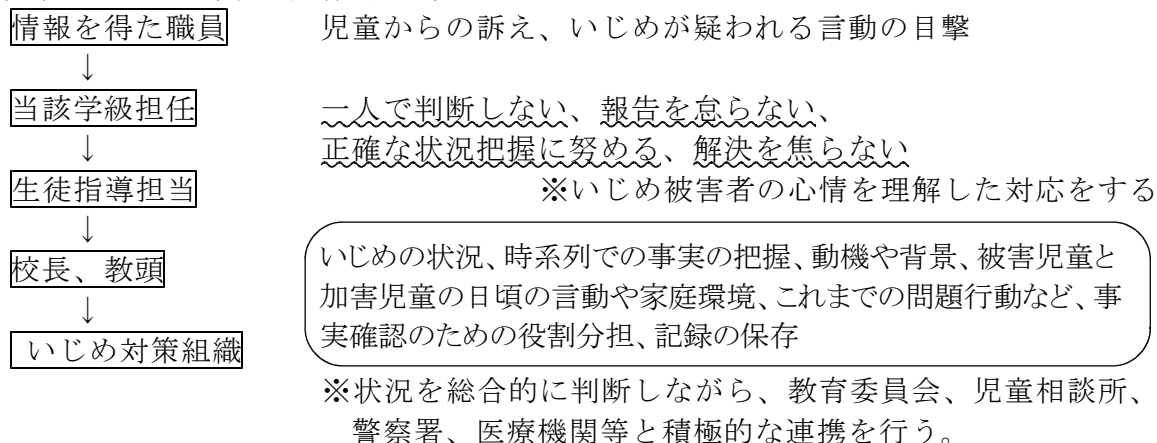 情報を得た職員 児童からの訴え、いじめが疑われる言動の目撃
↓
当該学級担任 一人で判断しない、報告を怠らない、
↓ 正確な状況把握に努める、解決を焦らない
生徒指導担当 ※いじめ被害者の心情を理解した対応をする
↓
校長、教頭
↓
いじめ対策組織
いじめの状況、時系列での事実の把握、動機や背景、被害児童と
加害児童の日頃の言動や家庭環境、これまでの問題行動など、事
実確認のための役割分担、記録の保存
※状況を総合的に判断しながら、教育委員会、児童相談所、
警察署、医療機関等と積極的な連携を行う。